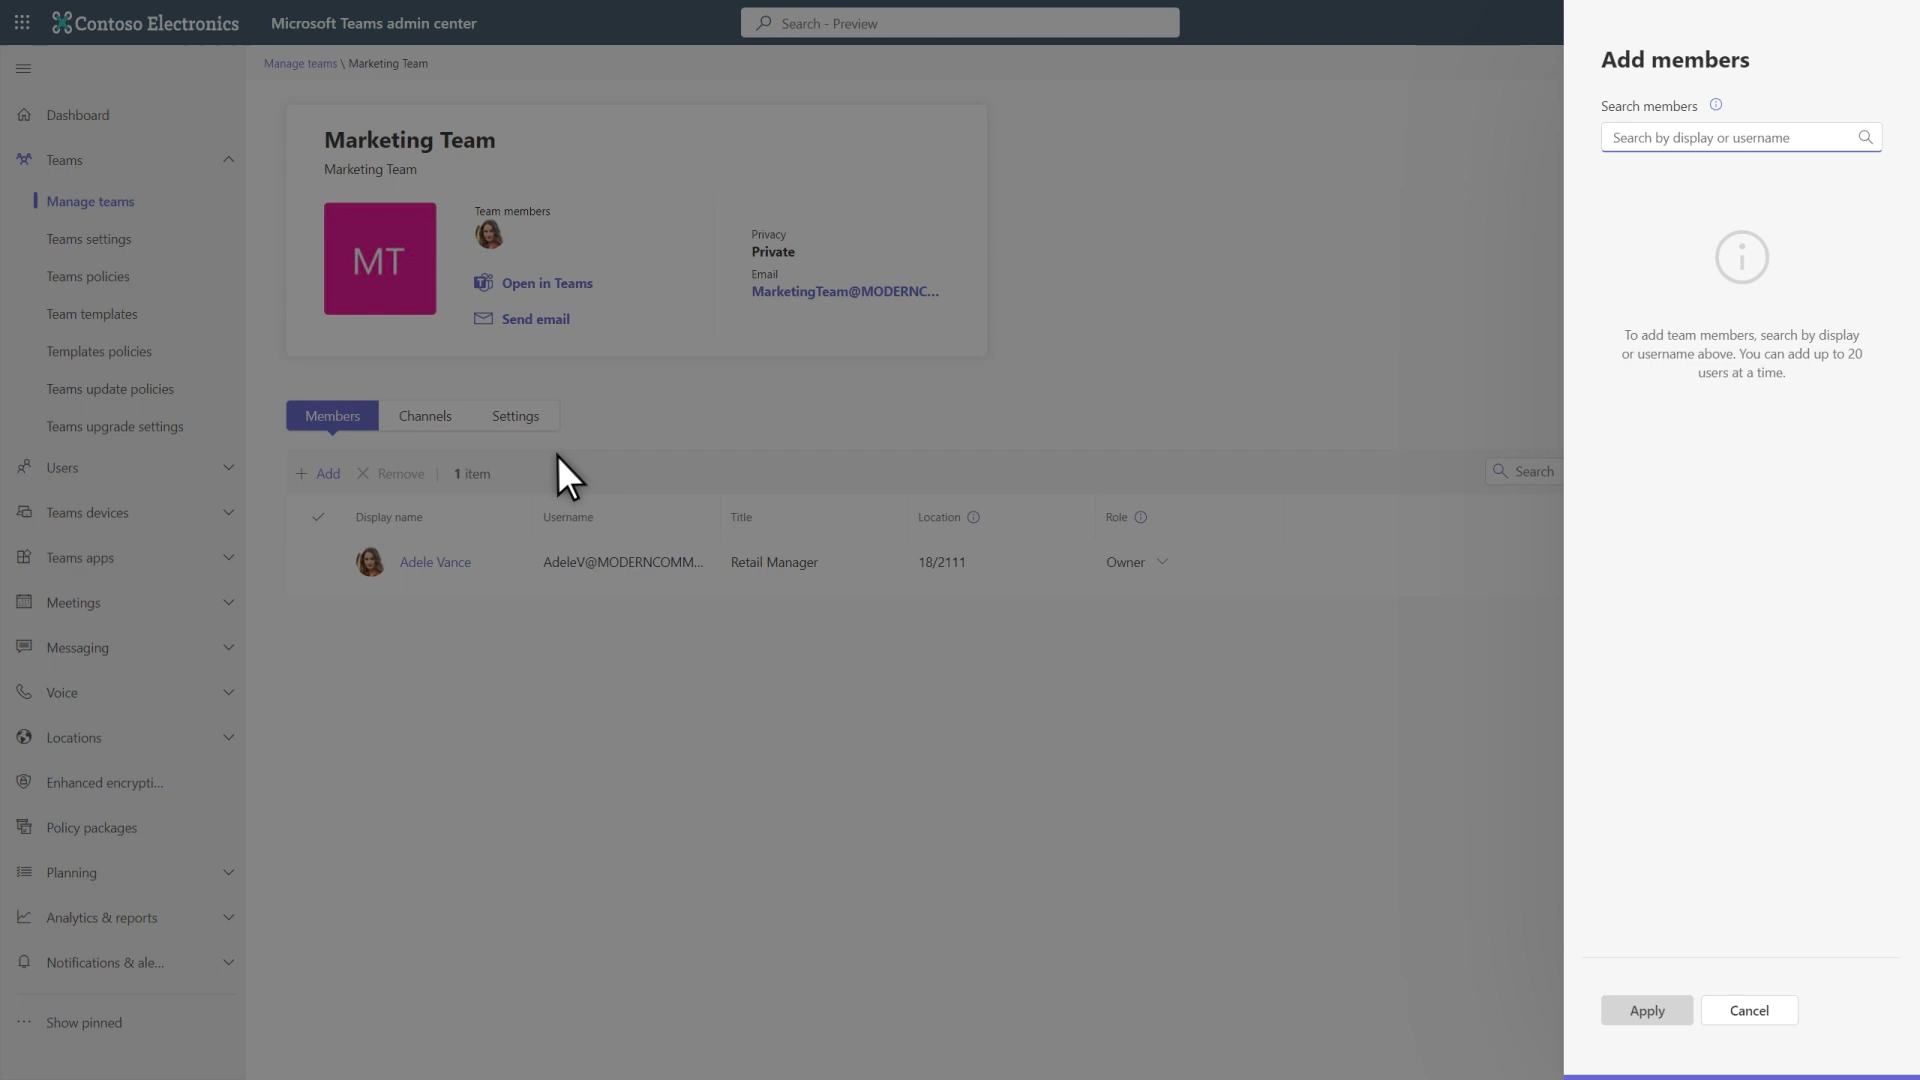 Contoso Electronics
Microsoft Teams admin center
Search - Preview
Manage teams \ Marketing Team
Dashboard
Teams
Manage teams
Teams settings
Teams policies
Team templates
Templates policies
Teams update policies
Teams upgrade settings
Users
Teams devices
Teams apps
Meetings
Messaging
Voice
Locations
Enhanced encrypti...
Policy packages
Planning
Analytics & reports
Notifications & ale...
Show pinned
Marketing Team
Marketing Team
MT
Team members
Open in Teams
Send email
Privacy
Private
Email
MarketingTeam@MODERNC...
Members Channels Settings
Add Remove | 1 item
Search
Display name Username Title Location Role
Adele Vance AdeleV@MODERNCOMM... Retail Manager 18/2111 Owner
Add members
Search members
Search by display or username
To add team members, search by display
or username above. You can add up to 20
users at a time.
Apply Cancel